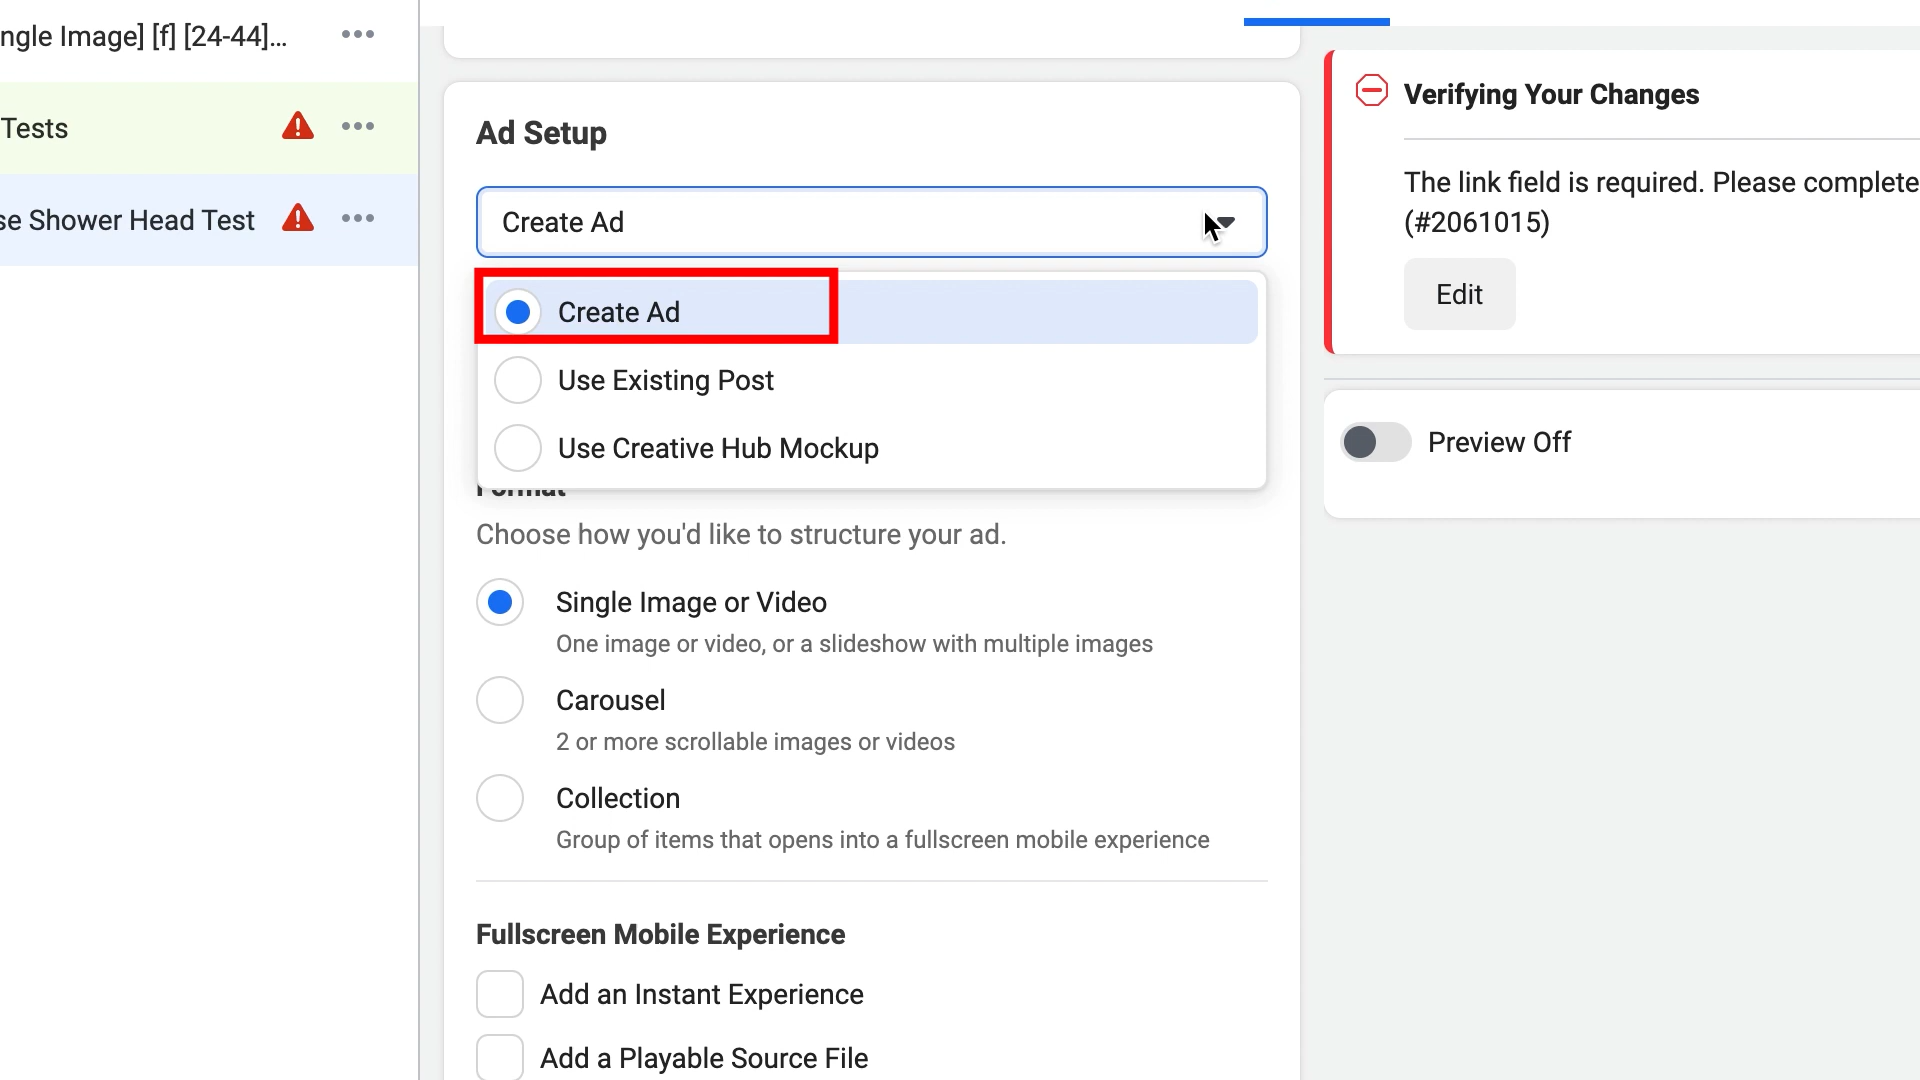 ngle Image] [f] [24-44]...
Tests
se Shower Head Test
Ad Setup
Create Ad
Create Ad
Use Existing Post
Use Creative Hub Mockup
Format
Choose how you'd like to structure your ad.
Single Image or Video
One image or video, or a slideshow with multiple images
Carousel
2 or more scrollable images or videos
Collection
Group of items that opens into a fullscreen mobile experience
Fullscreen Mobile Experience
Add an Instant Experience
Add a Playable Source File
Verifying Your Changes
The link field is required. Please complete
(#2061015)
Edit
Preview Off